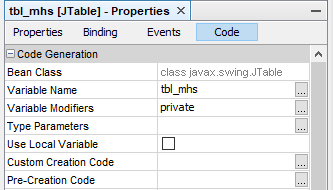 tbl_mhs [JTable] - Properties ×
Properties Binding Events Code
Code Generation
Bean Class class javax.swing.JTable
Variable Name tbl_mhs ...
Variable Modifiers private ...
Type Parameters ...
Use Local Variable
Custom Creation Code ...
Pre-Creation Code ...